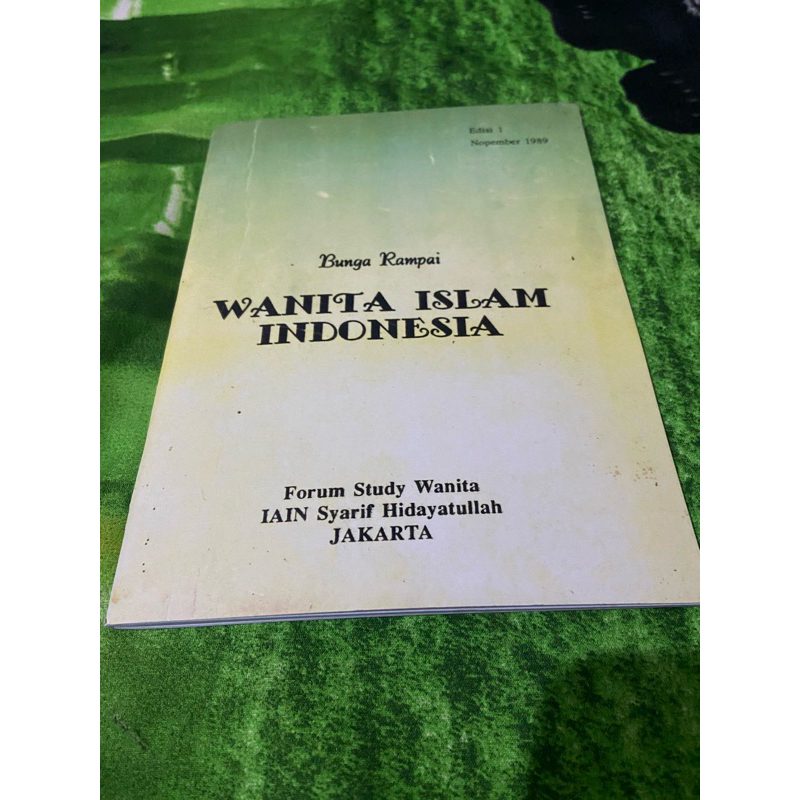 Edisi 1
Nopember 1989
Bunga Rampai
WANITA ISLAM
INDONESIA
Forum Study Wanita
IAIN Syarif Hidayatullah
JAKARTA